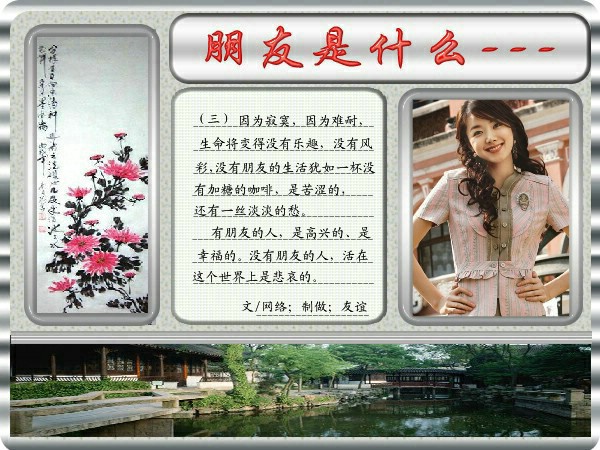 朋友是什么---
（三）因为寂寞，因为难耐，
生命将变得没有乐趣，没有风
彩，没有朋友的生活犹如一杯没
有加糖的咖啡，是苦涩的，
还有一丝淡淡的愁。
有朋友的人，是高兴的、是
幸福的。没有朋友的人，活在
这个世界上是悲哀的。
文/网络；制做；友谊